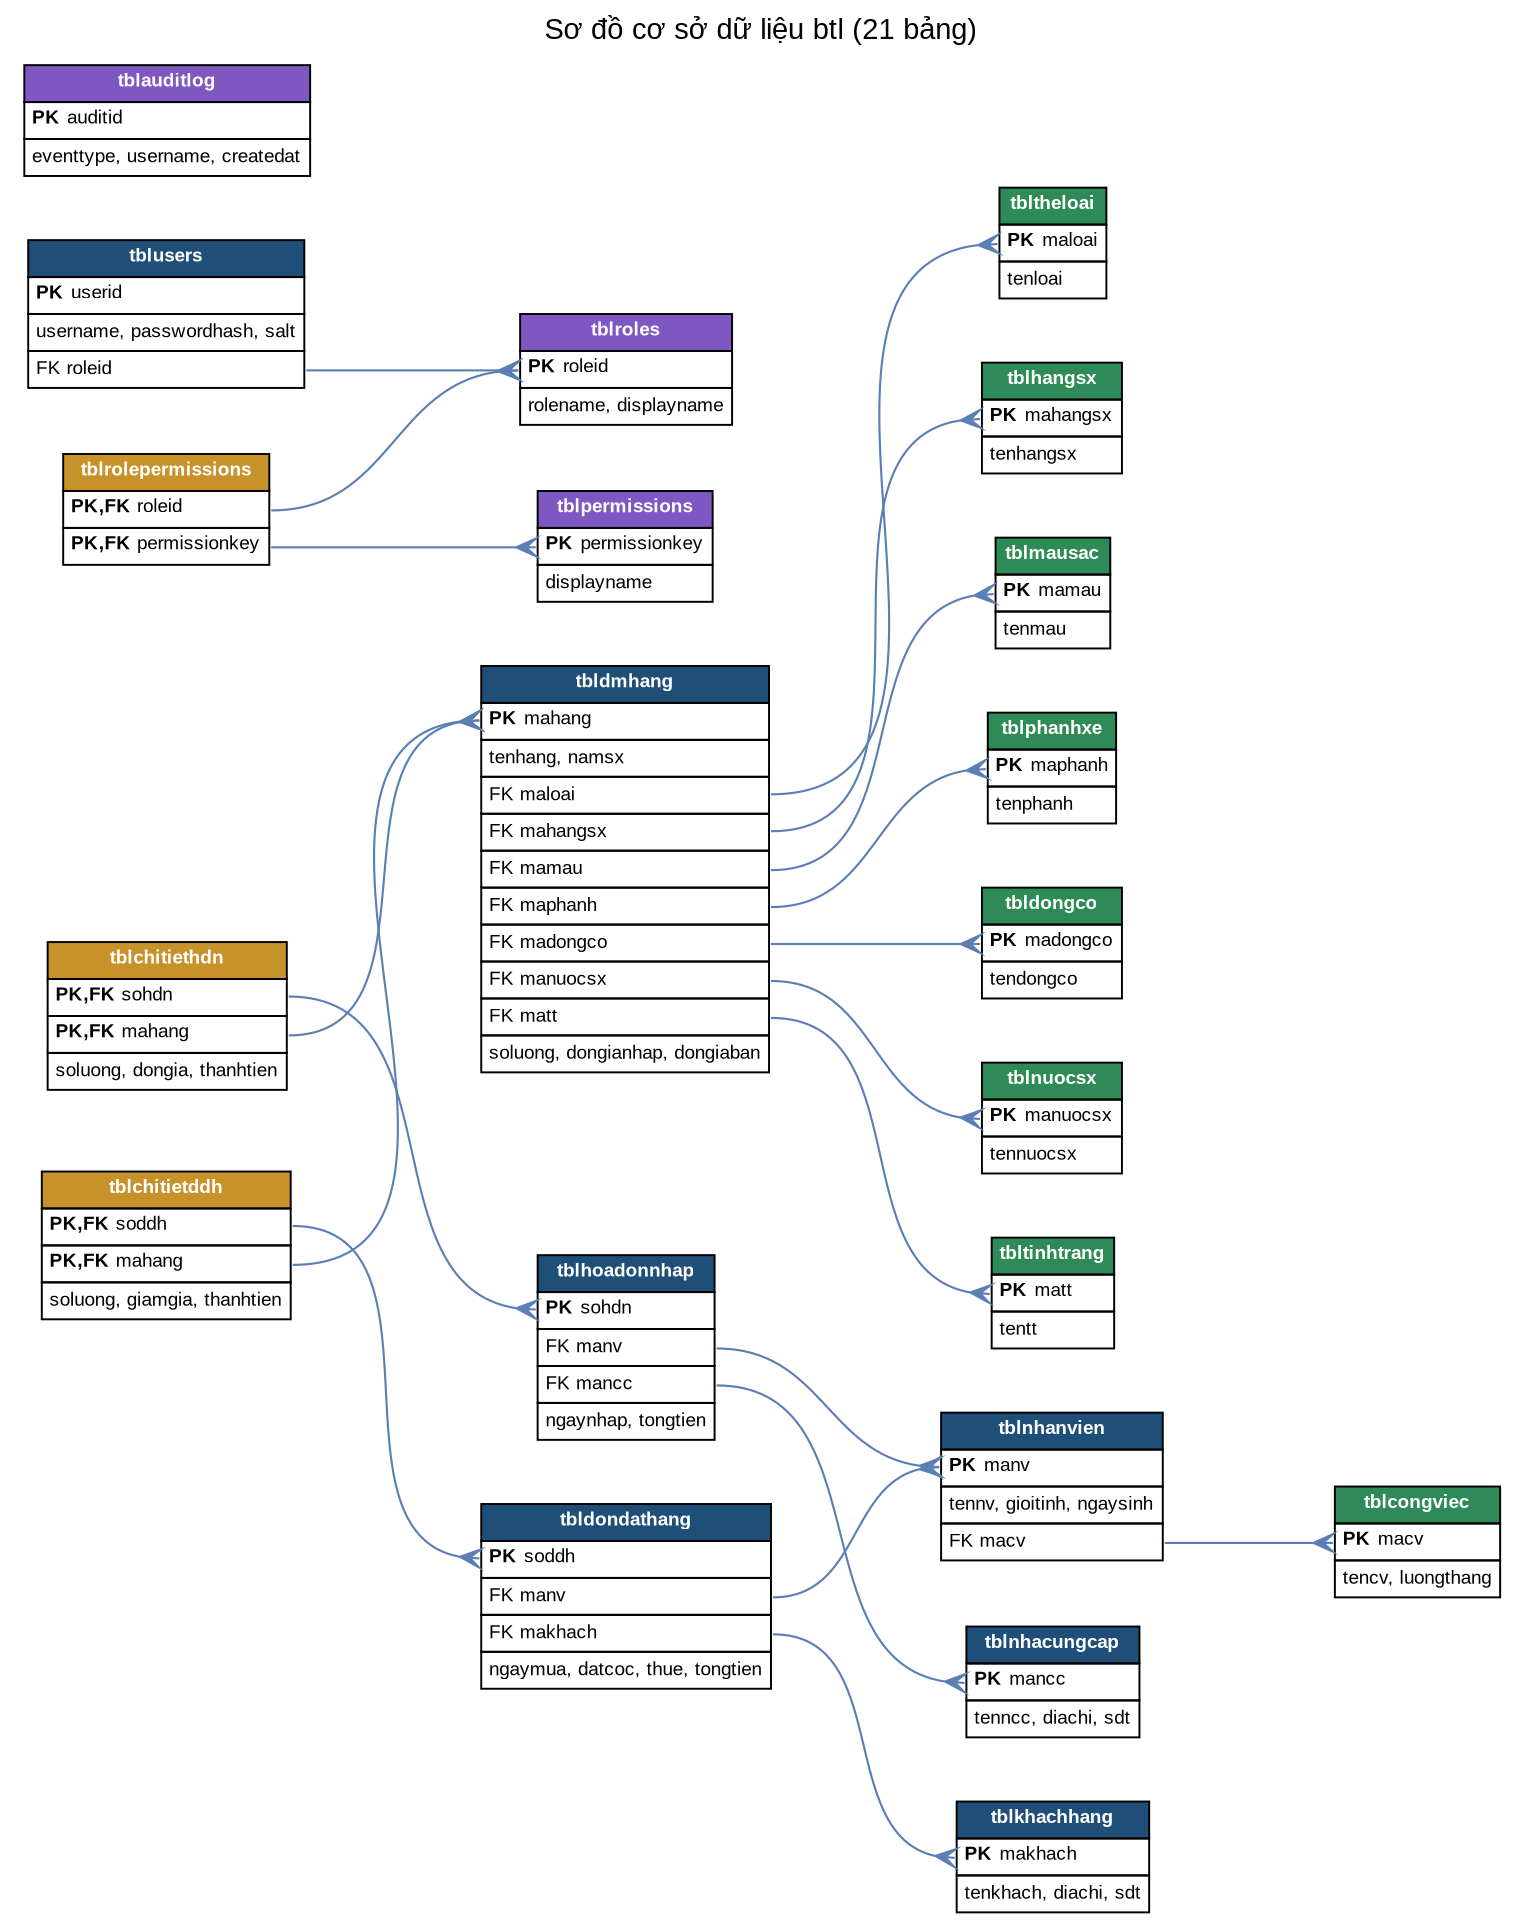 Sơ đồ cơ sở dữ liệu btl (21 bảng)
tblauditlog
PK auditid
eventtype, username, createdat
tblusers
PK userid
username, passwordhash, salt
FK roleid
tblrolepermissions
PK,FK roleid
PK,FK permissionkey
tblchitiethdn
PK,FK sohdn
PK,FK mahang
soluong, dongia, thanhtien
tblchitietddh
PK,FK soddh
PK,FK mahang
soluong, giamgia, thanhtien
tblroles
PK roleid
rolename, displayname
tblpermissions
PK permissionkey
displayname
tbldmhang
PK mahang
tenhang, namsx
FK maloai
FK mahangsx
FK mamau
FK maphanh
FK madongco
FK manuocsx
FK matt
soluong, dongianhap, dongiaban
tblhoadonnhap
PK sohdn
FK manv
FK mancc
ngaynhap, tongtien
tbldondathang
PK soddh
FK manv
FK makhach
ngaymua, datcoc, thue, tongtien
tbltheloai
PK maloai
tenloai
tblhangsx
PK mahangsx
tenhangsx
tblmausac
PK mamau
tenmau
tblphanhxe
PK maphanh
tenphanh
tbldongco
PK madongco
tendongco
tblnuocsx
PK manuocsx
tennuocsx
tbltinhtrang
PK matt
tentt
tblnhanvien
PK manv
tennv, gioitinh, ngaysinh
FK macv
tblnhacungcap
PK mancc
tenncc, diachi, sdt
tblkhachhang
PK makhach
tenkhach, diachi, sdt
tblcongviec
PK macv
tencv, luongthang